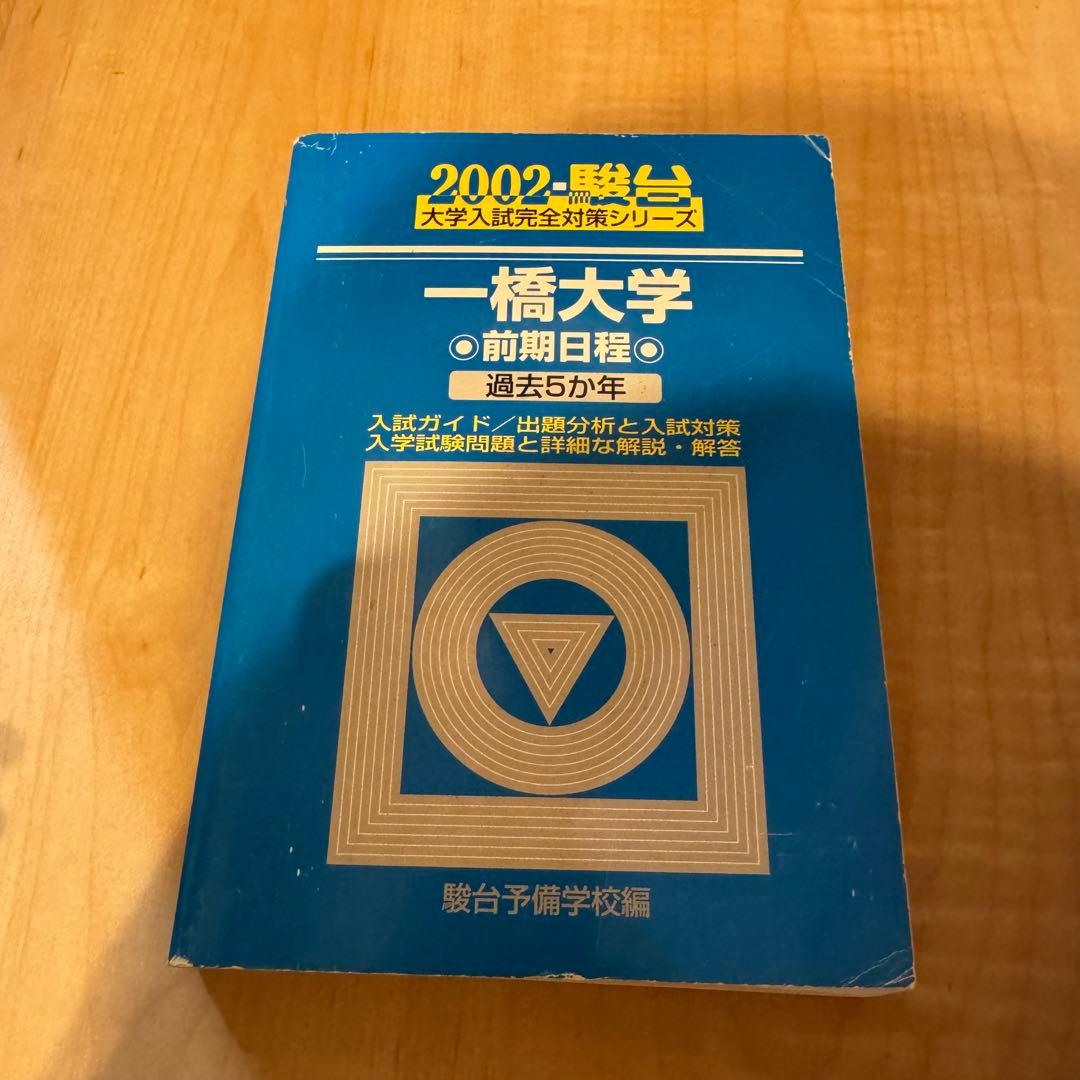 2002-駿台
大学入試完全対策シリーズ
一橋大学
◎前期日程◎
過去5か年
入試ガイド／出題分析と入試対策
入学試験問題と詳細な解説・解答
駿台予備学校編